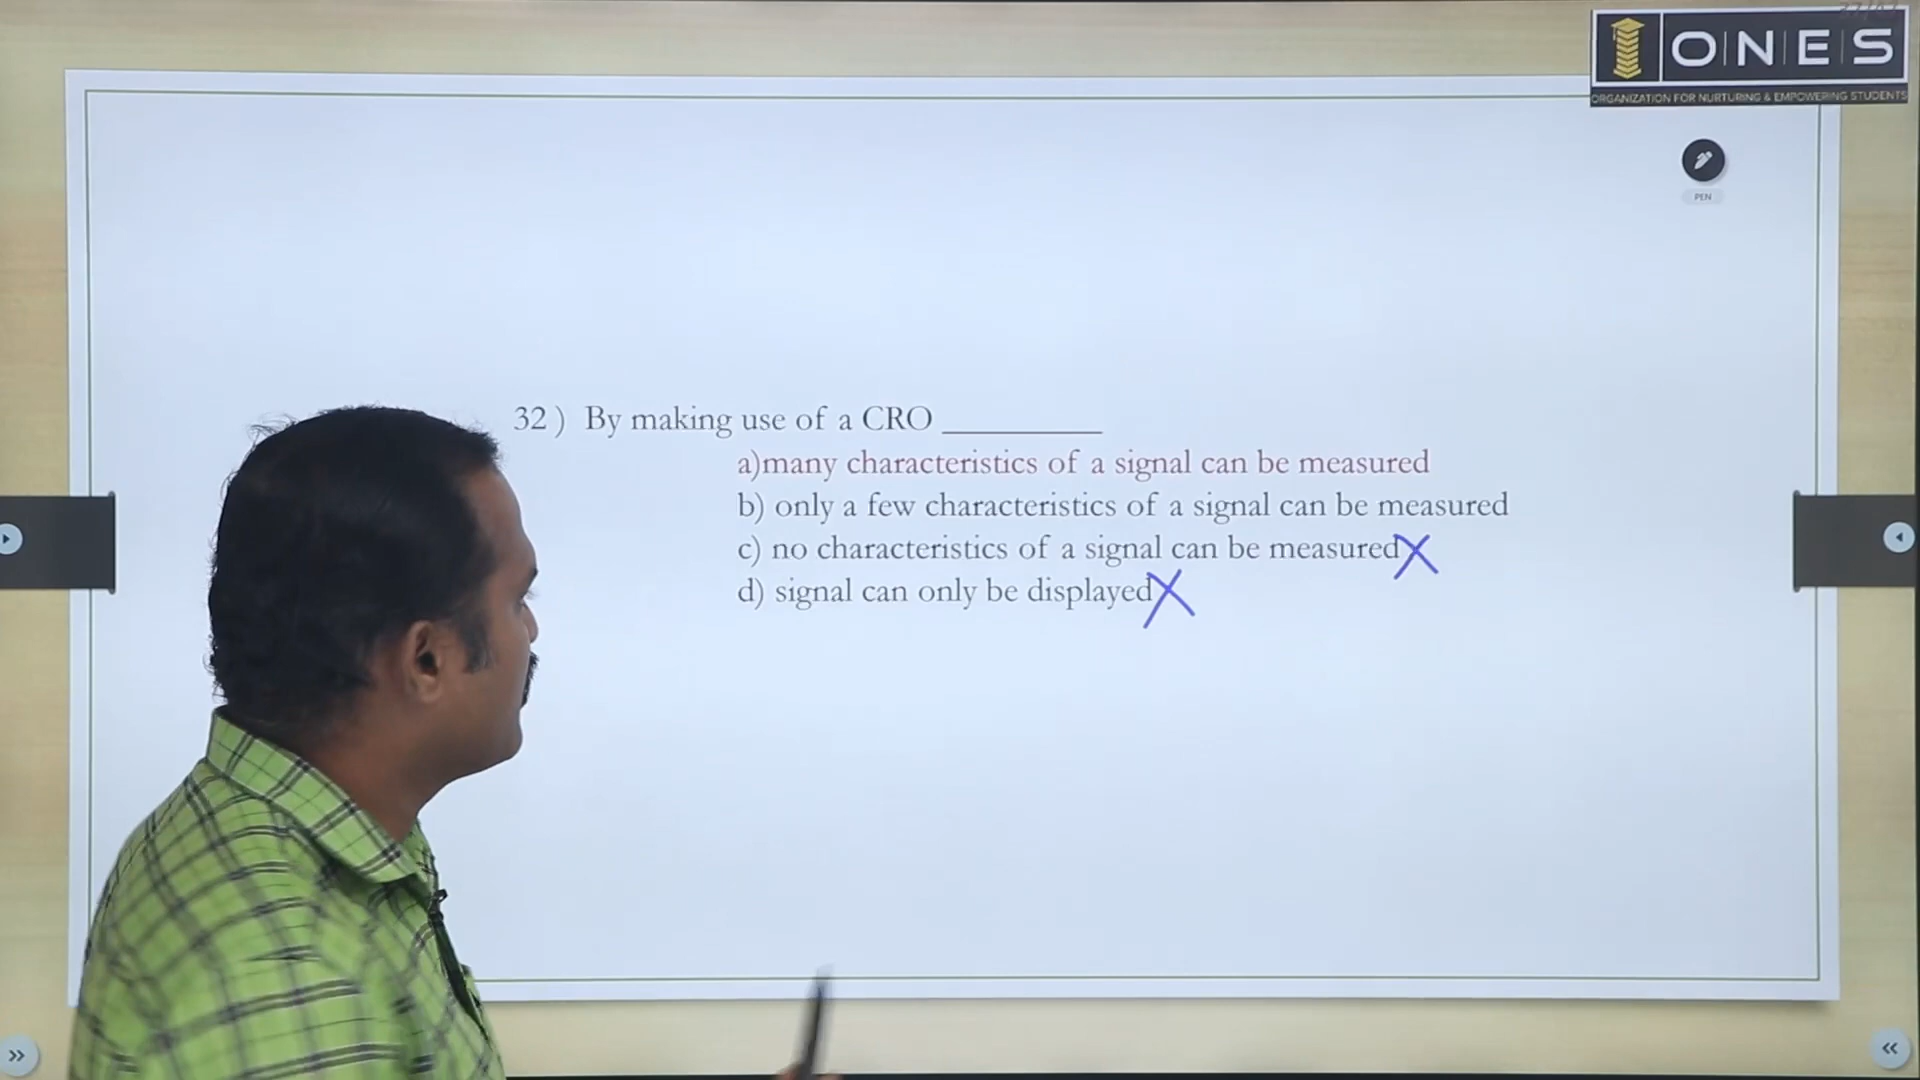 ONES
ORGANIZATION FOR NURTURING & EMPOWERING STUDENTS
PEN
32 ) By making use of a CRO __________
a)many characteristics of a signal can be measured
b) only a few characteristics of a signal can be measured
c) no characteristics of a signal can be measured
d) signal can only be displayed